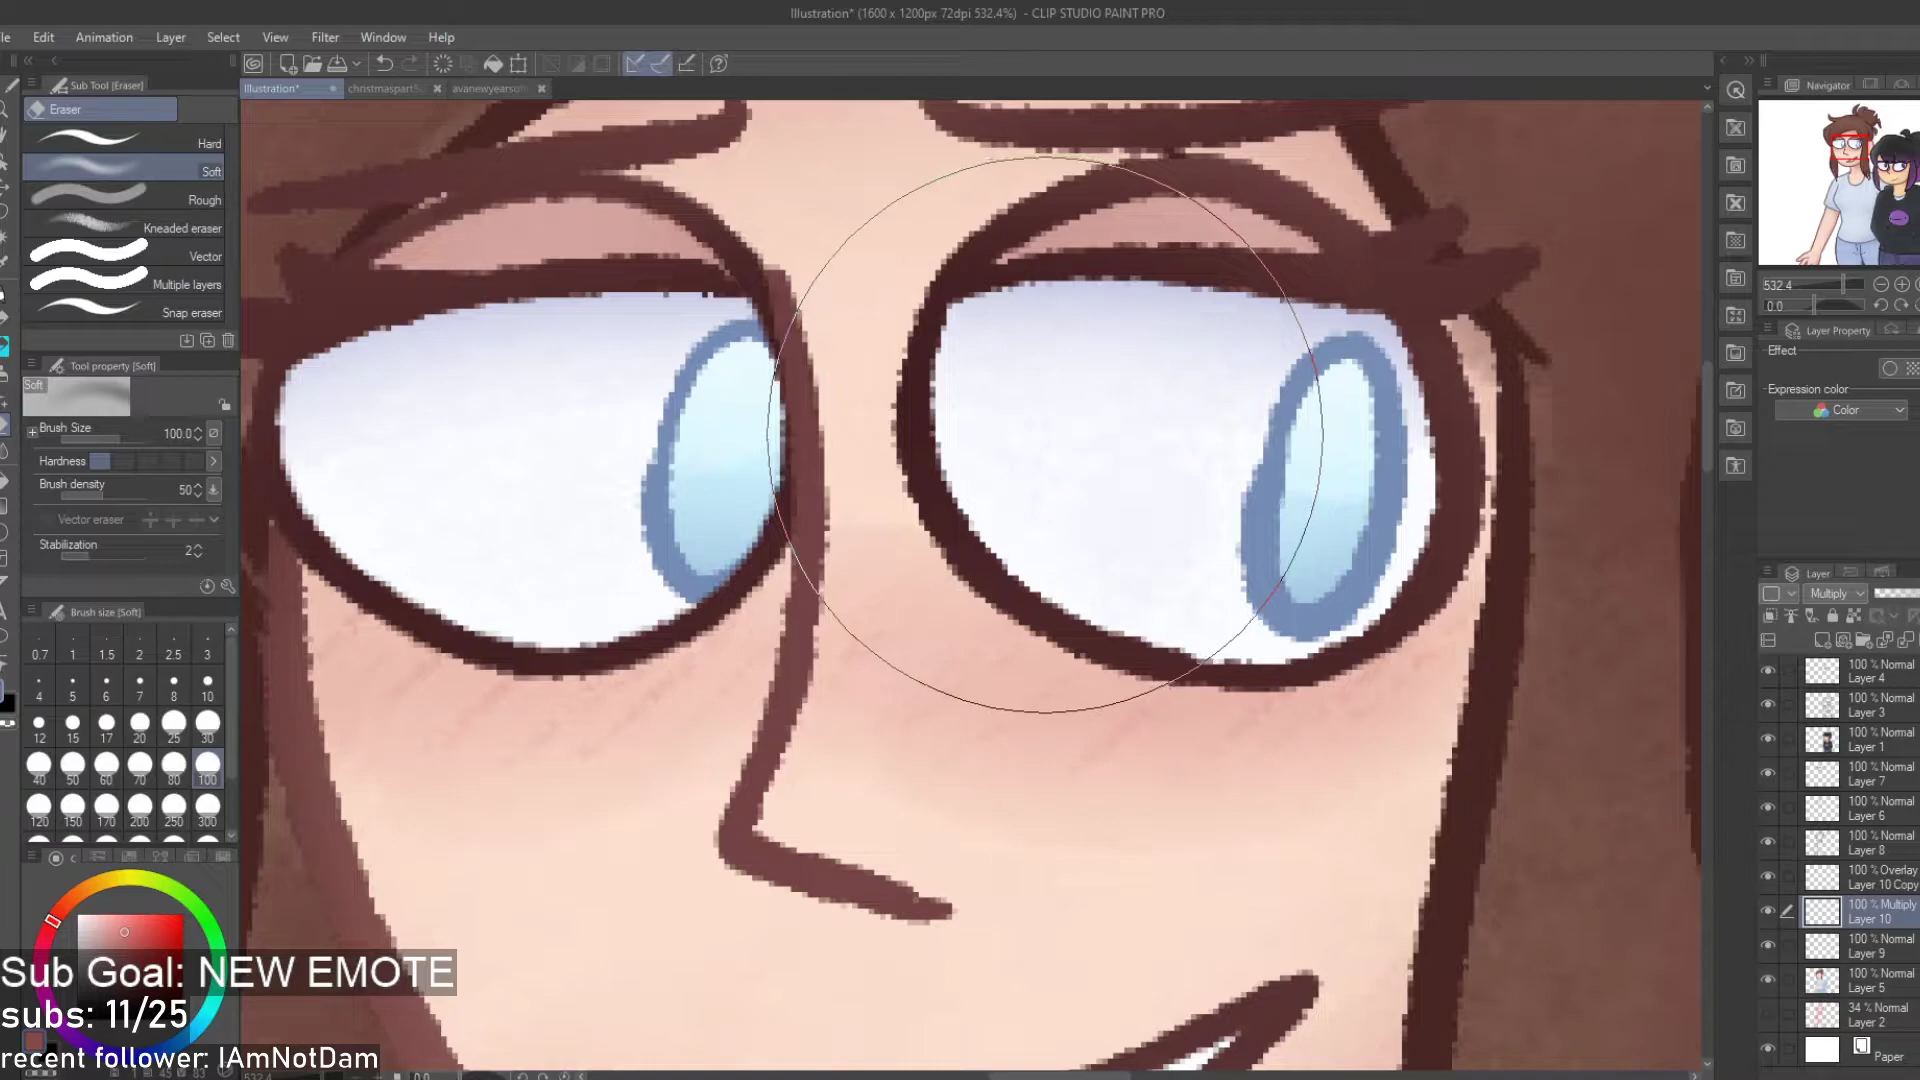 Illustration* (1600 x 1200px 72dpi 532.4%) - CLIP STUDIO PAINT PRO
le Edit Animation Layer Select View Filter Window Help
Sub Tool [Eraser]
Illustration* christmaspart5. avanewyearsof
Navigator
Eraser
Hard
Soft
Rough
Kneaded eraser
Vector
Multiple layers
Snap eraser
Tool property [Soft]
Soft
Brush Size 100.0
Hardness
Brush density 50
Vector eraser
Stabilization 2
Brush size [Soft]
0.7 1 1.5 2 2.5 3
4 5 6 7 8 10
12 15 17 20 25 30
40 50 60 70 80 100
120 150 170 200 250 300
532.4
0.0
Layer Property
Effect
Expression color
Color
Layer
Multiply
100 % Normal
Layer 4
100 % Normal
Layer 3
100 % Normal
Layer 1
100 % Normal
Layer 7
100 % Normal
Layer 6
100 % Normal
Layer 8
100 % Overlay
Layer 10 Copy
100 % Multiply
Layer 10
100 % Normal
Layer 9
100 % Normal
Layer 5
34 % Normal
Layer 2
Paper
Sub Goal: NEW EMOTE
subs: 11/25
recent follower: IAmNotDam